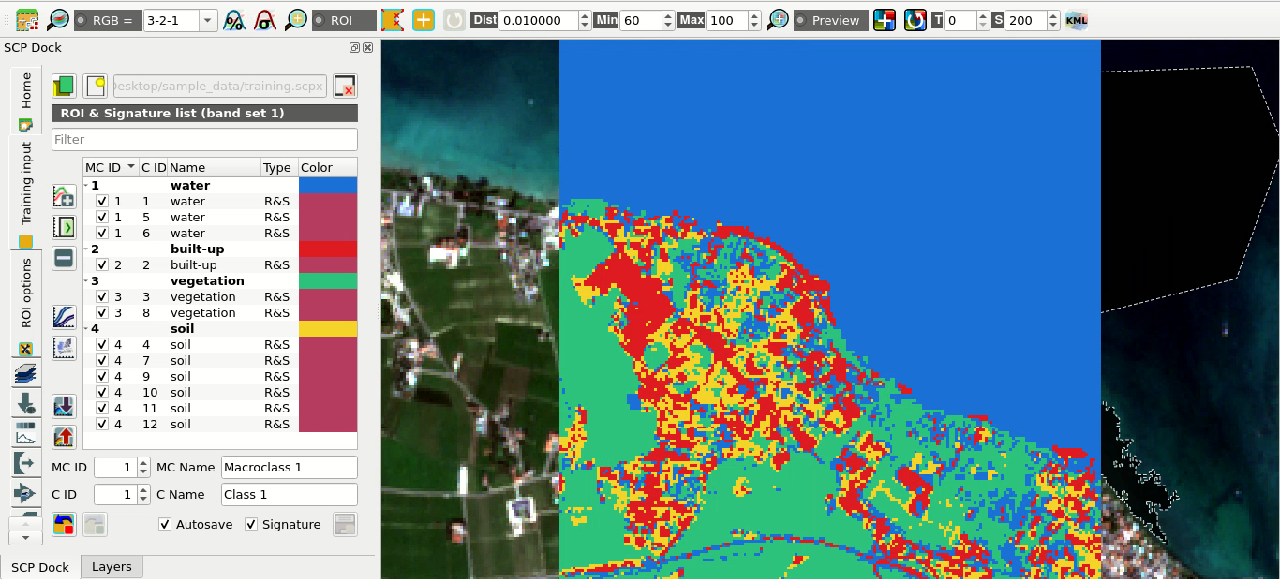 RGB = 3-2-1 ROI Dist 0.010000 Min 60 Max 100 Preview T 0 S 200 KML
SCP Dock
esktop/sample_data/training.scpx
ROI & Signature list (band set 1)
Filter
MC ID C ID Name Type Color
1 water
1 1 water R&S
1 5 water R&S
1 6 water R&S
2 built-up
2 2 built-up R&S
3 vegetation
3 3 vegetation R&S
3 8 vegetation R&S
4 soil
4 4 soil R&S
4 7 soil R&S
4 9 soil R&S
4 10 soil R&S
4 11 soil R&S
4 12 soil R&S
MC ID 1 MC Name Macroclass 1
C ID 1 C Name Class 1
Autosave Signature
Home
Training input
ROI options
SCP Dock Layers